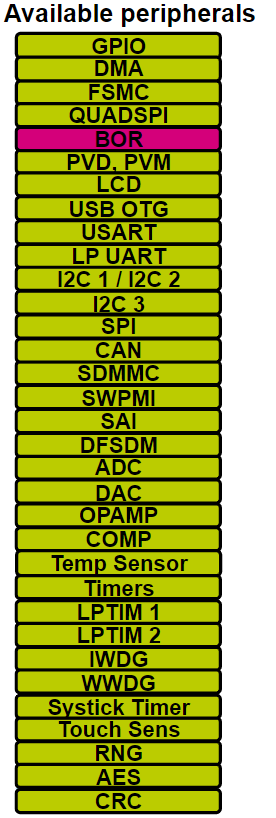 Available peripherals
GPIO
DMA
FSMC
QUADSPI
BOR
PVD, PVM
LCD
USB OTG
USART
LP UART
I2C 1 / I2C 2
I2C 3
SPI
CAN
SDMMC
SWPMI
SAI
DFSDM
ADC
DAC
OPAMP
COMP
Temp Sensor
Timers
LPTIM 1
LPTIM 2
IWDG
WWDG
Systick Timer
Touch Sens
RNG
AES
CRC